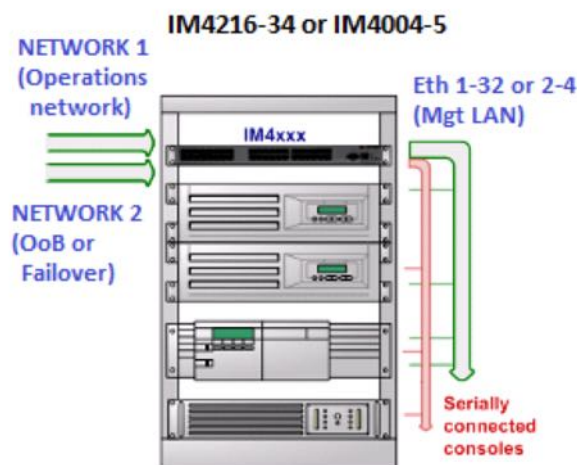 IM4216-34 or IM4004-5
NETWORK 1
(Operations
network)
Eth 1-32 or 2-4
(Mgt LAN)
IM4xxx
NETWORK 2
(OoB or
Failover)
Serially
connected
consoles